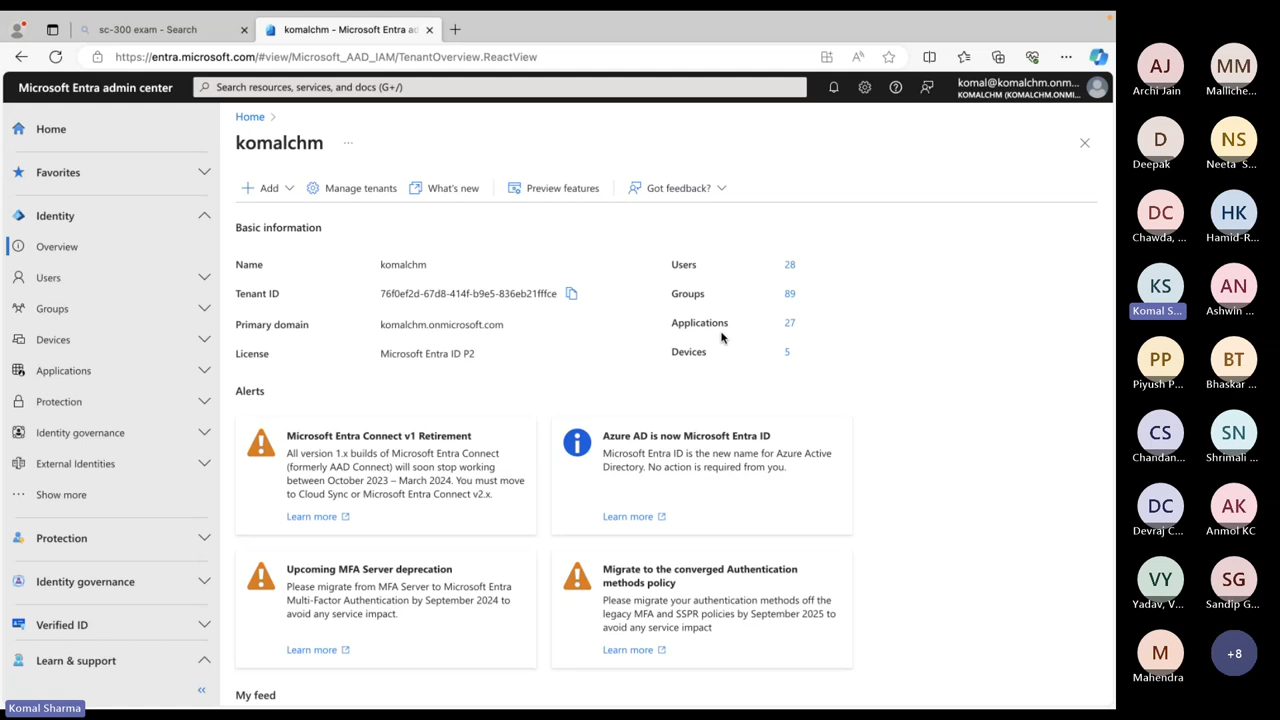 sc-300 exam - Search
komalchm - Microsoft Entra ad
https://entra.microsoft.com/#view/Microsoft_AAD_IAM/TenantOverview.ReactView
Microsoft Entra admin center
Search resources, services, and docs (G+/)
komal@komalchm.onm...
KOMALCHM (KOMALCHM.ONMI...
Home
Favorites
Identity
Overview
Users
Groups
Devices
Applications
Protection
Identity governance
External Identities
Show more
Protection
Identity governance
Verified ID
Learn & support
Home >
komalchm
Add
Manage tenants
What's new
Preview features
Got feedback?
Basic information
Name komalchm
Tenant ID 76f0ef2d-67d8-414f-b9e5-836eb21fffce
Primary domain komalchm.onmicrosoft.com
License Microsoft Entra ID P2
Users 28
Groups 89
Applications 27
Devices 5
Alerts
Microsoft Entra Connect v1 Retirement
All version 1.x builds of Microsoft Entra Connect
(formerly AAD Connect) will soon stop working
between October 2023 – March 2024. You must move
to Cloud Sync or Microsoft Entra Connect v2.x.
Learn more
Azure AD is now Microsoft Entra ID
Microsoft Entra ID is the new name for Azure Active
Directory. No action is required from you.
Learn more
Upcoming MFA Server deprecation
Please migrate from MFA Server to Microsoft Entra
Multi-Factor Authentication by September 2024 to
avoid any service impact.
Learn more
Migrate to the converged Authentication
methods policy
Please migrate your authentication methods off the
legacy MFA and SSPR policies by September 2025 to
avoid any service impact
Learn more
My feed
Komal Sharma
AJ
Archi Jain
MM
Malliche...
D
Deepak
NS
Neeta S...
DC
Chawda, ...
HK
Hamid-R...
KS
Komal S...
AN
Ashwin ...
PP
Piyush P...
BT
Bhaskar ...
CS
Chandan...
SN
Shrimali ...
DC
Devraj C...
AK
Anmol KC
VY
Yadav, V...
SG
Sandip G...
M
Mahendra
+8